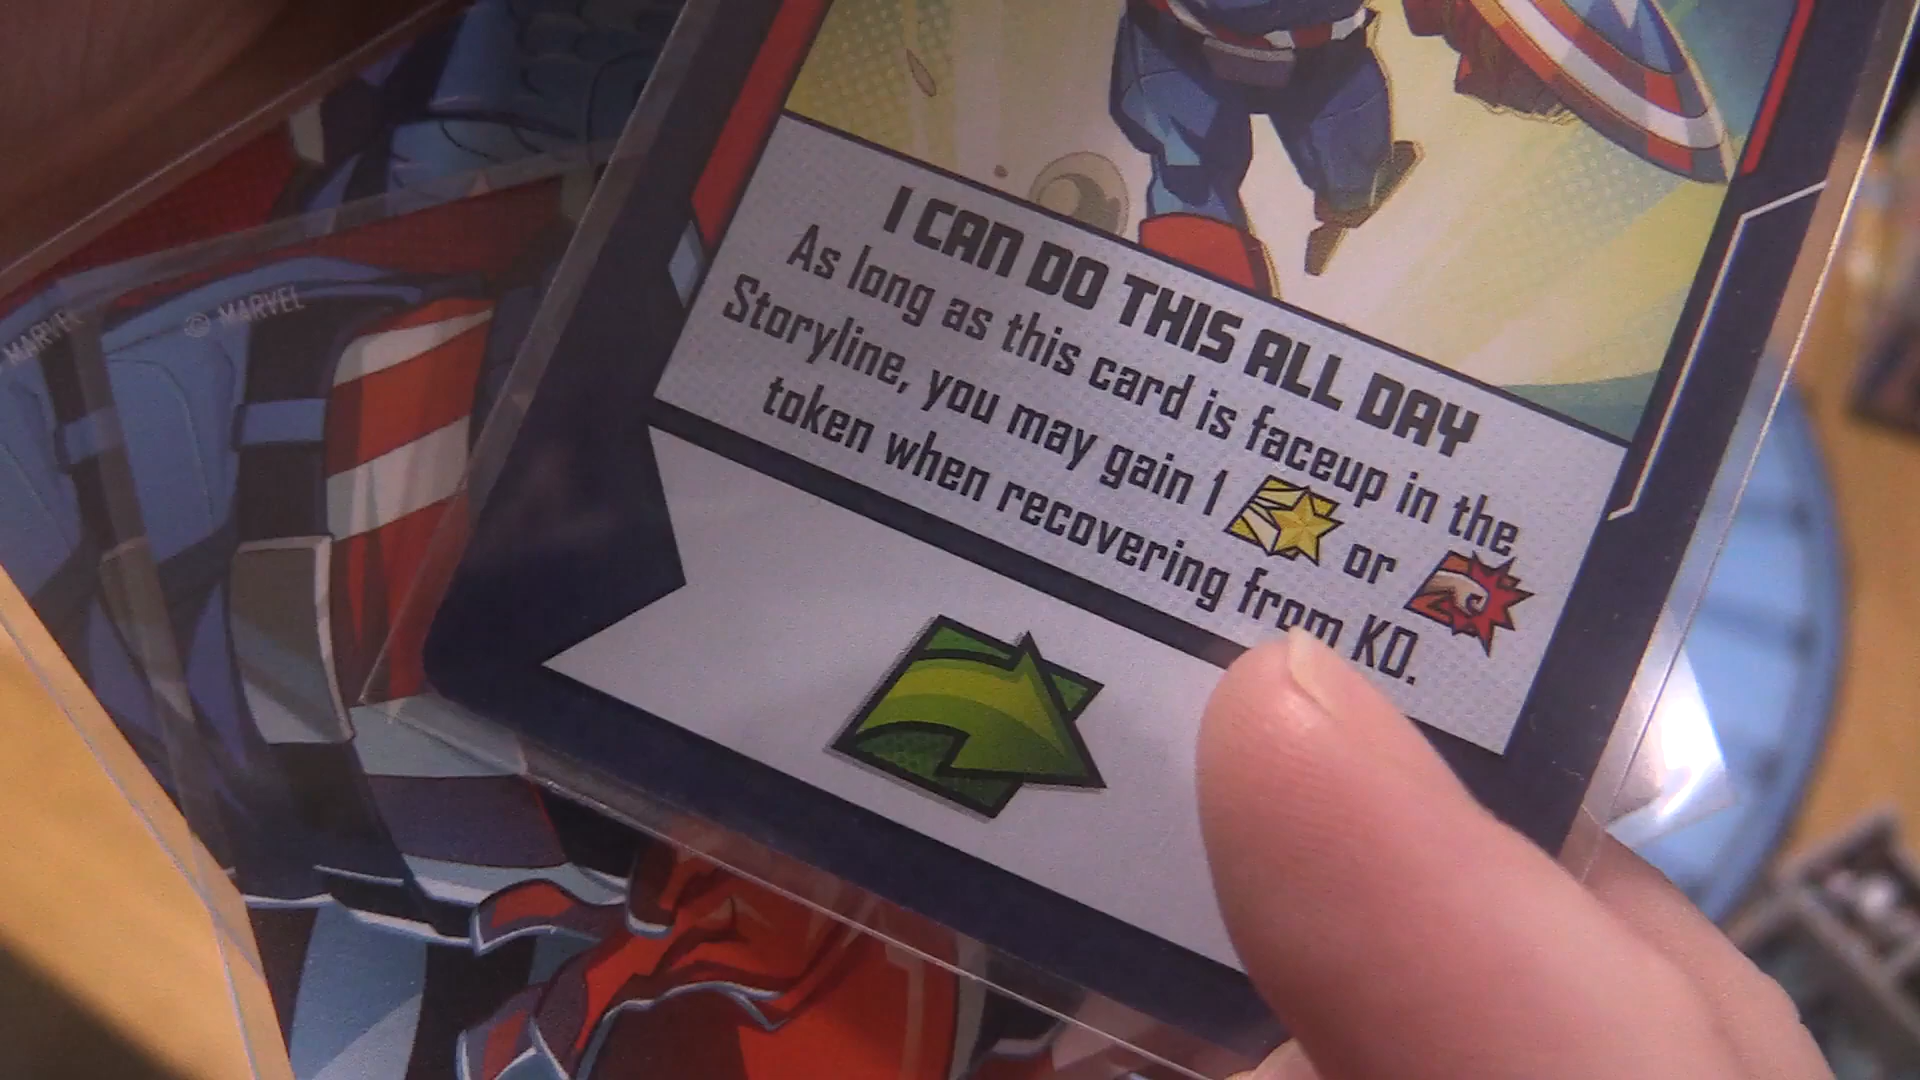 I CAN DO THIS ALL DAY
As long as this card is faceup in the
Storyline, you may gain 1 or
token when recovering from KO.
© MARVEL
MARVEL